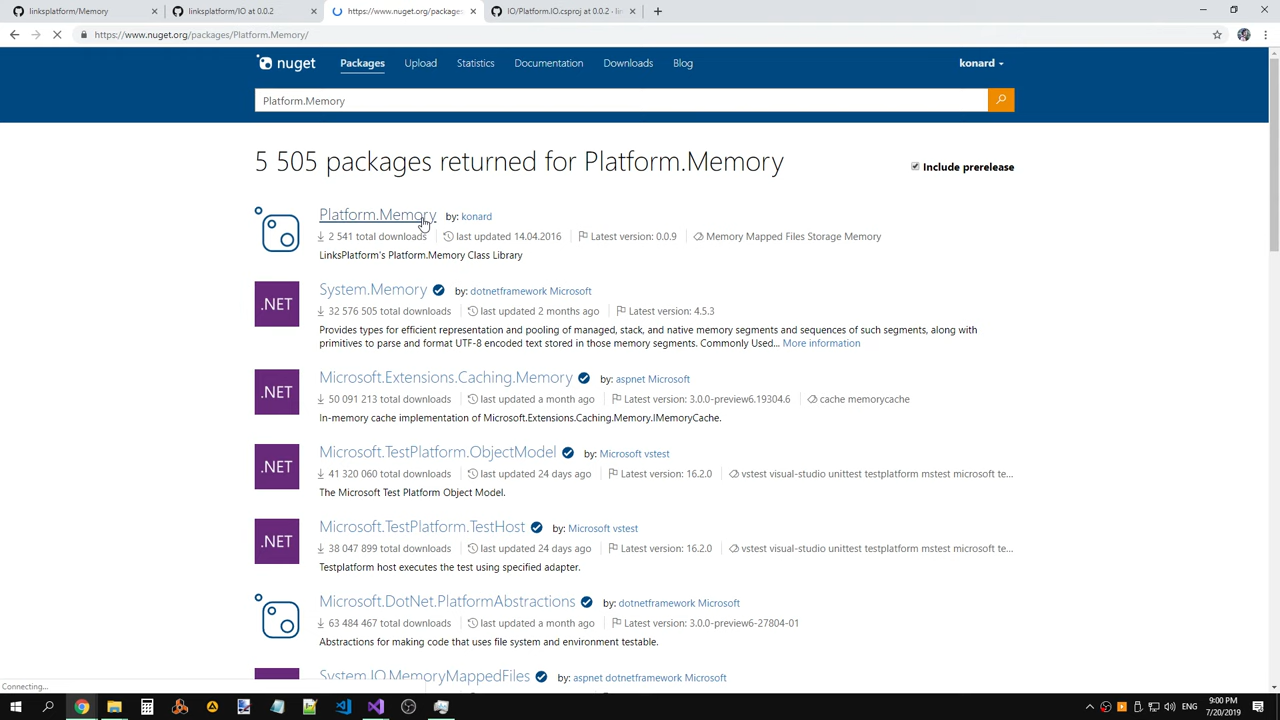 linksplatform/Memory
linksplatform/IO at 0.0.2
https://www.nuget.org/packages
IO/Platform.IO.csproj at 0.0.2 · lin
https://www.nuget.org/packages/Platform.Memory/
nuget
Packages
Upload
Statistics
Documentation
Downloads
Blog
konard
Platform.Memory
5 505 packages returned for Platform.Memory
Include prerelease
Platform.Memory by: konard
2 541 total downloads last updated 14.04.2016 Latest version: 0.0.9 Memory Mapped Files Storage Memory
LinksPlatform's Platform.Memory Class Library
.NET
System.Memory by: dotnetframework Microsoft
32 576 505 total downloads last updated 2 months ago Latest version: 4.5.3
Provides types for efficient representation and pooling of managed, stack, and native memory segments and sequences of such segments, along with
primitives to parse and format UTF-8 encoded text stored in those memory segments. Commonly Used... More information
.NET
Microsoft.Extensions.Caching.Memory by: aspnet Microsoft
50 091 213 total downloads last updated a month ago Latest version: 3.0.0-preview6.19304.6 cache memorycache
In-memory cache implementation of Microsoft.Extensions.Caching.Memory.IMemoryCache.
.NET
Microsoft.TestPlatform.ObjectModel by: Microsoft vstest
41 320 060 total downloads last updated 24 days ago Latest version: 16.2.0 vstest visual-studio unittest testplatform mstest microsoft te...
The Microsoft Test Platform Object Model.
.NET
Microsoft.TestPlatform.TestHost by: Microsoft vstest
38 047 899 total downloads last updated 24 days ago Latest version: 16.2.0 vstest visual-studio unittest testplatform mstest microsoft te...
Testplatform host executes the test using specified adapter.
Microsoft.DotNet.PlatformAbstractions by: dotnetframework Microsoft
63 484 467 total downloads last updated a month ago Latest version: 3.0.0-preview6-27804-01
Abstractions for making code that uses file system and environment testable.
System.IO.MemoryMappedFiles by: aspnet dotnetframework Microsoft
Connecting...
9:00 PM
7/20/2019